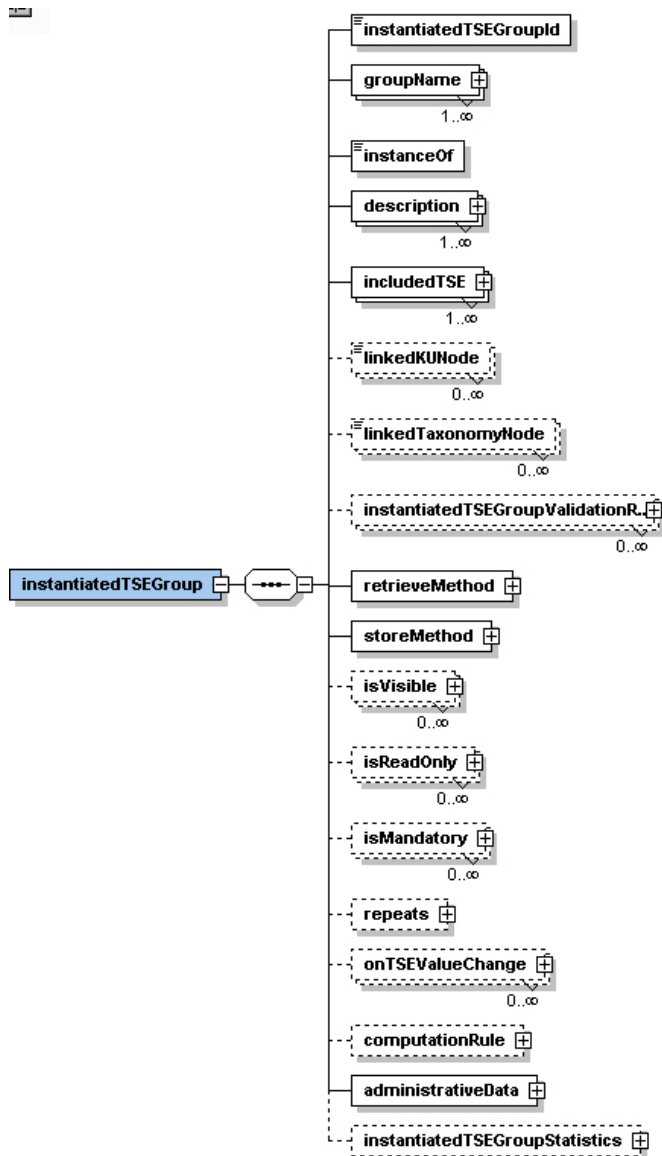 instantiatedTSEGroupId
groupName
1..∞
instanceOf
description
1..∞
includedTSE
1..∞
linkedKUNode
0..∞
linkedTaxonomyNode
0..∞
instantiatedTSEGroupValidationR..
0..∞
instantiatedTSEGroup
retrieveMethod
storeMethod
isVisible
0..∞
isReadOnly
0..∞
isMandatory
0..∞
repeats
onTSEValueChange
0..∞
computationRule
administrativeData
instantiatedTSEGroupStatistics